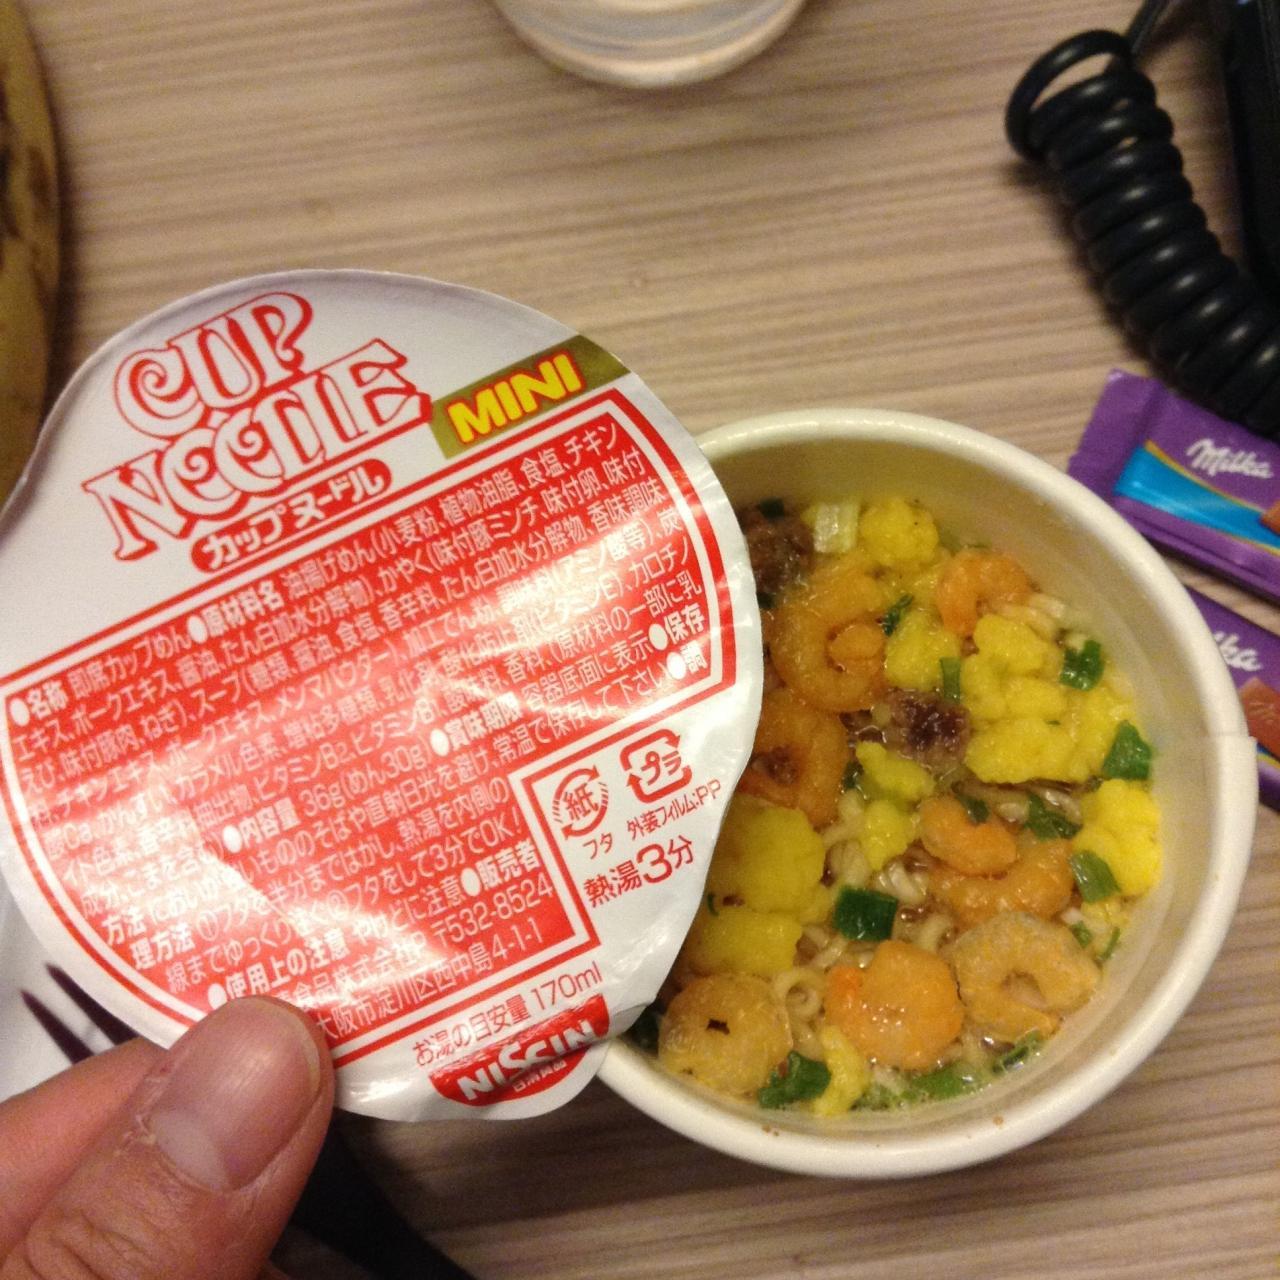 CUP
NOODLE
MINI
カップヌードル
●名称 即席カップめん●原材料名 油揚げめん(小麦粉、植物油脂、食塩、チキン
エキス、ポークエキス、醤油、たん白加水分解物)、かやく(味付豚ミンチ、味付卵、味付
えび、味付豚肉、ねぎ)、スープ(糖類、醤油、食塩、香辛料、たん白加水分解物、香味調味
チキンエキス、ポークエキス、メンマパウダー)、加工でん粉、調味料(アミノ酸等)、炭
酸Ca、かんすい、カラメル色素、増粘多糖類、乳化剤、酸化防止剤(ビタミンE)、カロチノ
イド色素、香辛料抽出物、ビタミンB2、ビタミンB1、酸味料、香料、(原材料の一部に乳
成分、ごまを含む)●内容量 36g(めん30g)●賞味期限 容器底面に表示●保存
方法 においが強いもののそばや直射日光を避け、常温で保存して下さい●調
理方法 ①フタを半分まではがし、熱湯を内側の
線までゆっくり注ぐ②フタをして3分でOK!
●使用上の注意 やけどに注意●販売者
食品株式会社P 〒532-8524
大阪市淀川区西中島4-1-1
紙
フタ
プラ
外装フィルム:PP
熱湯3分
お湯の目安量 170ml
NISSIN
日清食品
Milka
ka